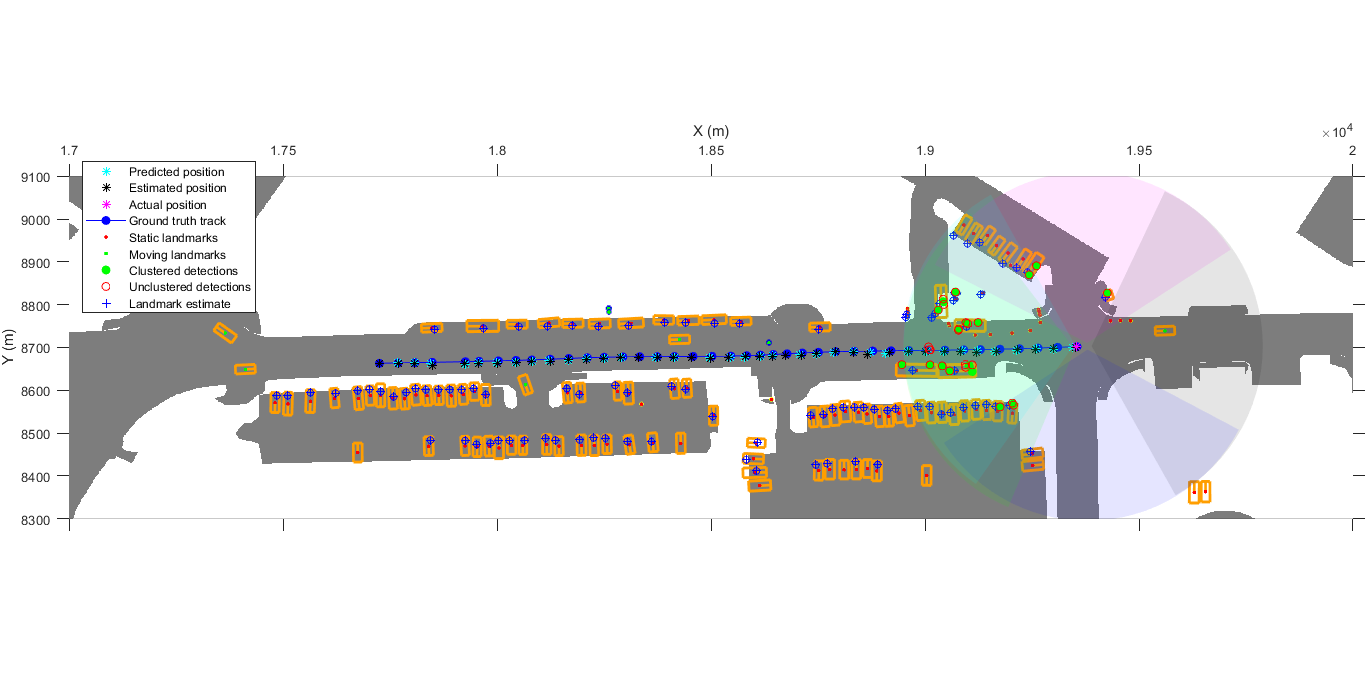 X (m)
×10^4
1.7 1.75 1.8 1.85 1.9 1.95 2
9100
9000
8900
8800
8700
8600
8500
8400
8300
Y (m)
Predicted position
Estimated position
Actual position
Ground truth track
Static landmarks
Moving landmarks
Clustered detections
Unclustered detections
Landmark estimate